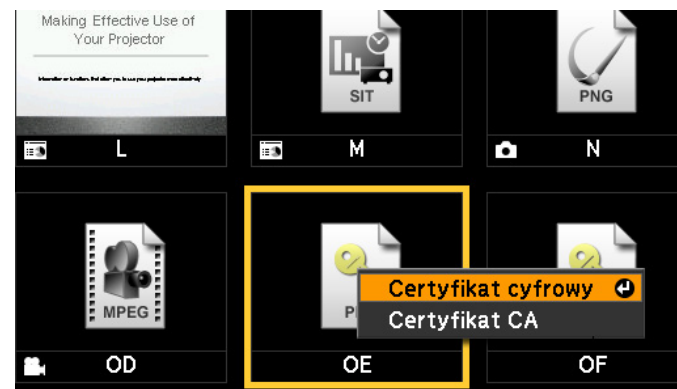 Making Effective Use of
Your Projector
SIT
PNG
L
M
N
MPEG
Certyfikat cyfrowy
Certyfikat CA
OD
OE
OF